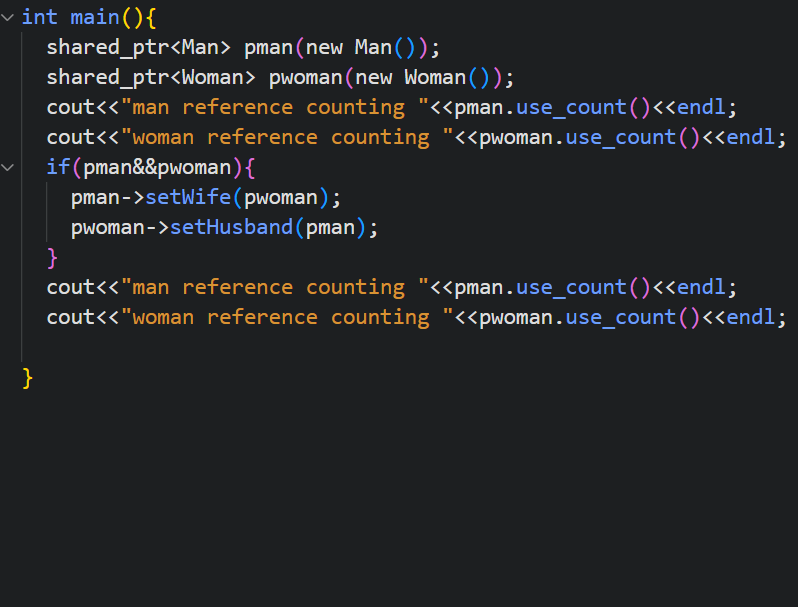 int main(){
shared_ptr<Man> pman(new Man());
shared_ptr<Woman> pwoman(new Woman());
cout<<"man reference counting "<<pman.use_count()<<endl;
cout<<"woman reference counting "<<pwoman.use_count()<<endl;
if(pman&&pwoman){
pman->setWife(pwoman);
pwoman->setHusband(pman);
}
cout<<"man reference counting "<<pman.use_count()<<endl;
cout<<"woman reference counting "<<pwoman.use_count()<<endl;
}